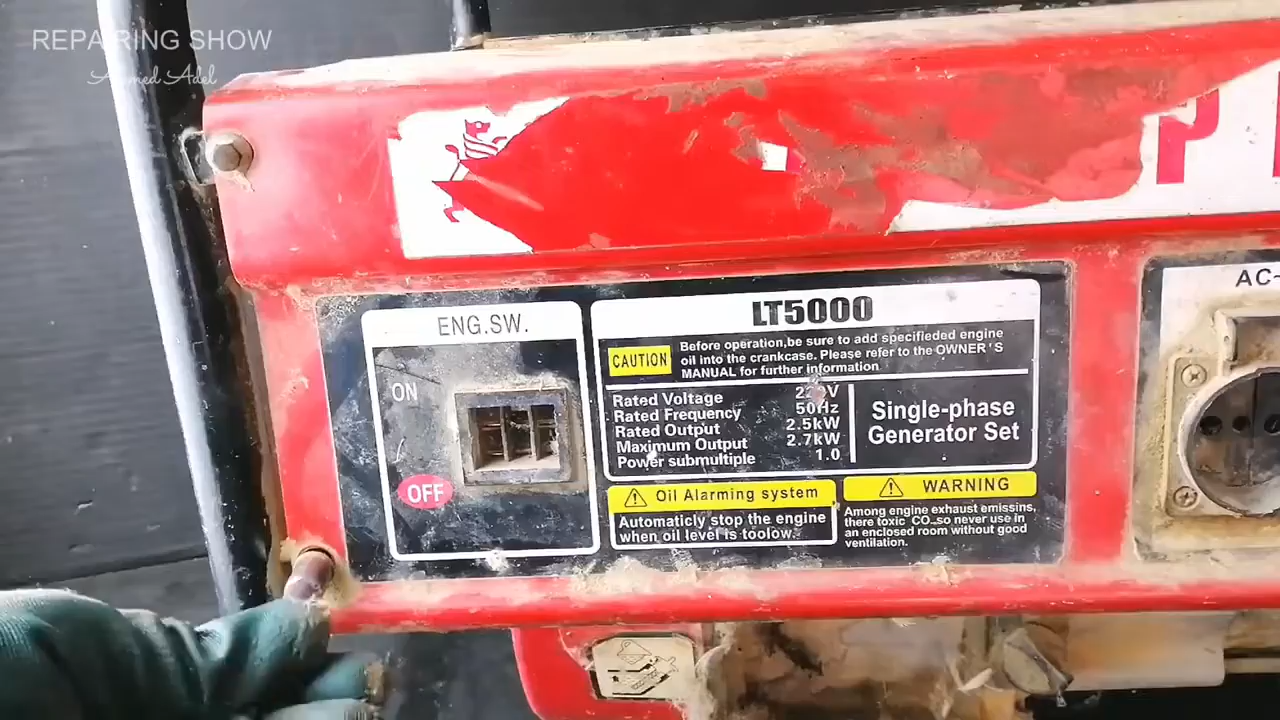 REPAIRING SHOW
Ahmed Adel
P
AC~
ENG.SW.
ON
OFF
LT5000
CAUTION
Before operation,be sure to add specifieded engine
oil into the crankcase. Please refer to the OWNER'S
MANUAL for further information
Rated Voltage 220V
Rated Frequency 50Hz
Rated Output 2.5kW
Maximum Output 2.7kW
Power submultiple 1.0
Single-phase
Generator Set
Oil Alarming system
Automaticly stop the engine
when oil level is toolow.
WARNING
Among engine exhaust emissins,
there toxic CO so never use in
an enclosed room without good
ventilation.